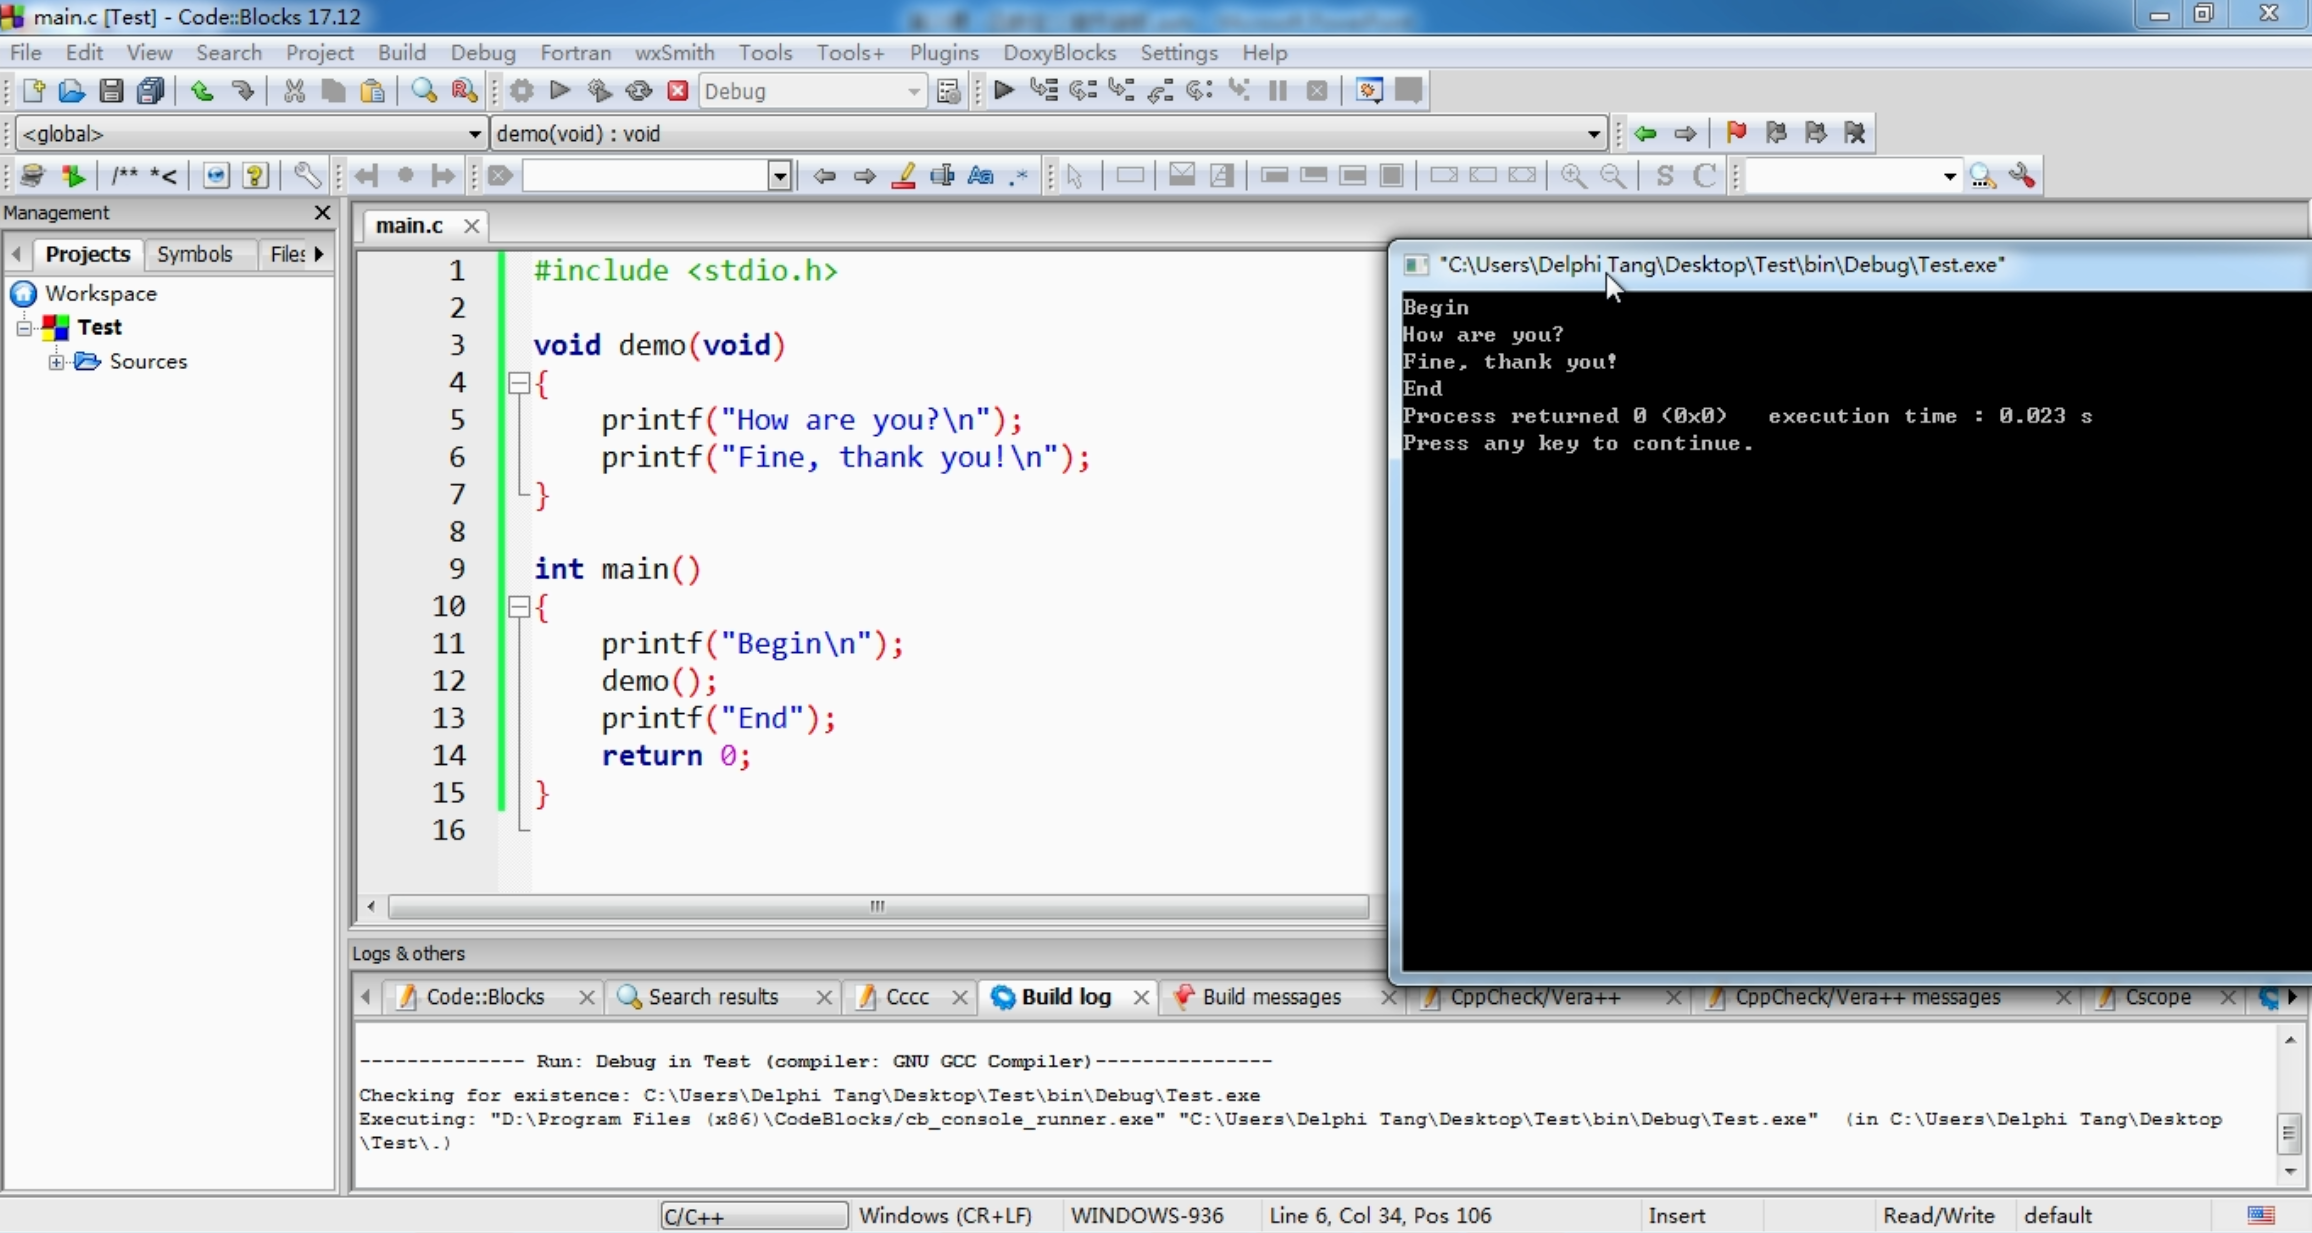 main.c [Test] - Code::Blocks 17.12
File Edit View Search Project Build Debug Fortran wxSmith Tools Tools+ Plugins DoxyBlocks Settings Help
Debug
<global>
demo(void) : void
/** *<
Aa .*
S C
Management
Projects Symbols Files
Workspace
Test
Sources
main.c
1 #include <stdio.h>
2
3 void demo(void)
4 {
5 printf("How are you?\n");
6 printf("Fine, thank you!\n");
7 }
8
9 int main()
10 {
11 printf("Begin\n");
12 demo();
13 printf("End");
14 return 0;
15 }
16
"C:\Users\Delphi Tang\Desktop\Test\bin\Debug\Test.exe"
Begin
How are you?
Fine, thank you!
End
Process returned 0 (0x0)   execution time : 0.023 s
Press any key to continue.
Logs & others
Code::Blocks Search results Cccc Build log Build messages CppCheck/Vera++ CppCheck/Vera++ messages Cscope
-------------- Run: Debug in Test (compiler: GNU GCC Compiler)---------------
Checking for existence: C:\Users\Delphi Tang\Desktop\Test\bin\Debug\Test.exe
Executing: "D:\Program Files (x86)\CodeBlocks/cb_console_runner.exe" "C:\Users\Delphi Tang\Desktop\Test\bin\Debug\Test.exe"  (in C:\Users\Delphi Tang\Desktop
\Test\.)
C/C++ Windows (CR+LF) WINDOWS-936 Line 6, Col 34, Pos 106 Insert Read/Write default